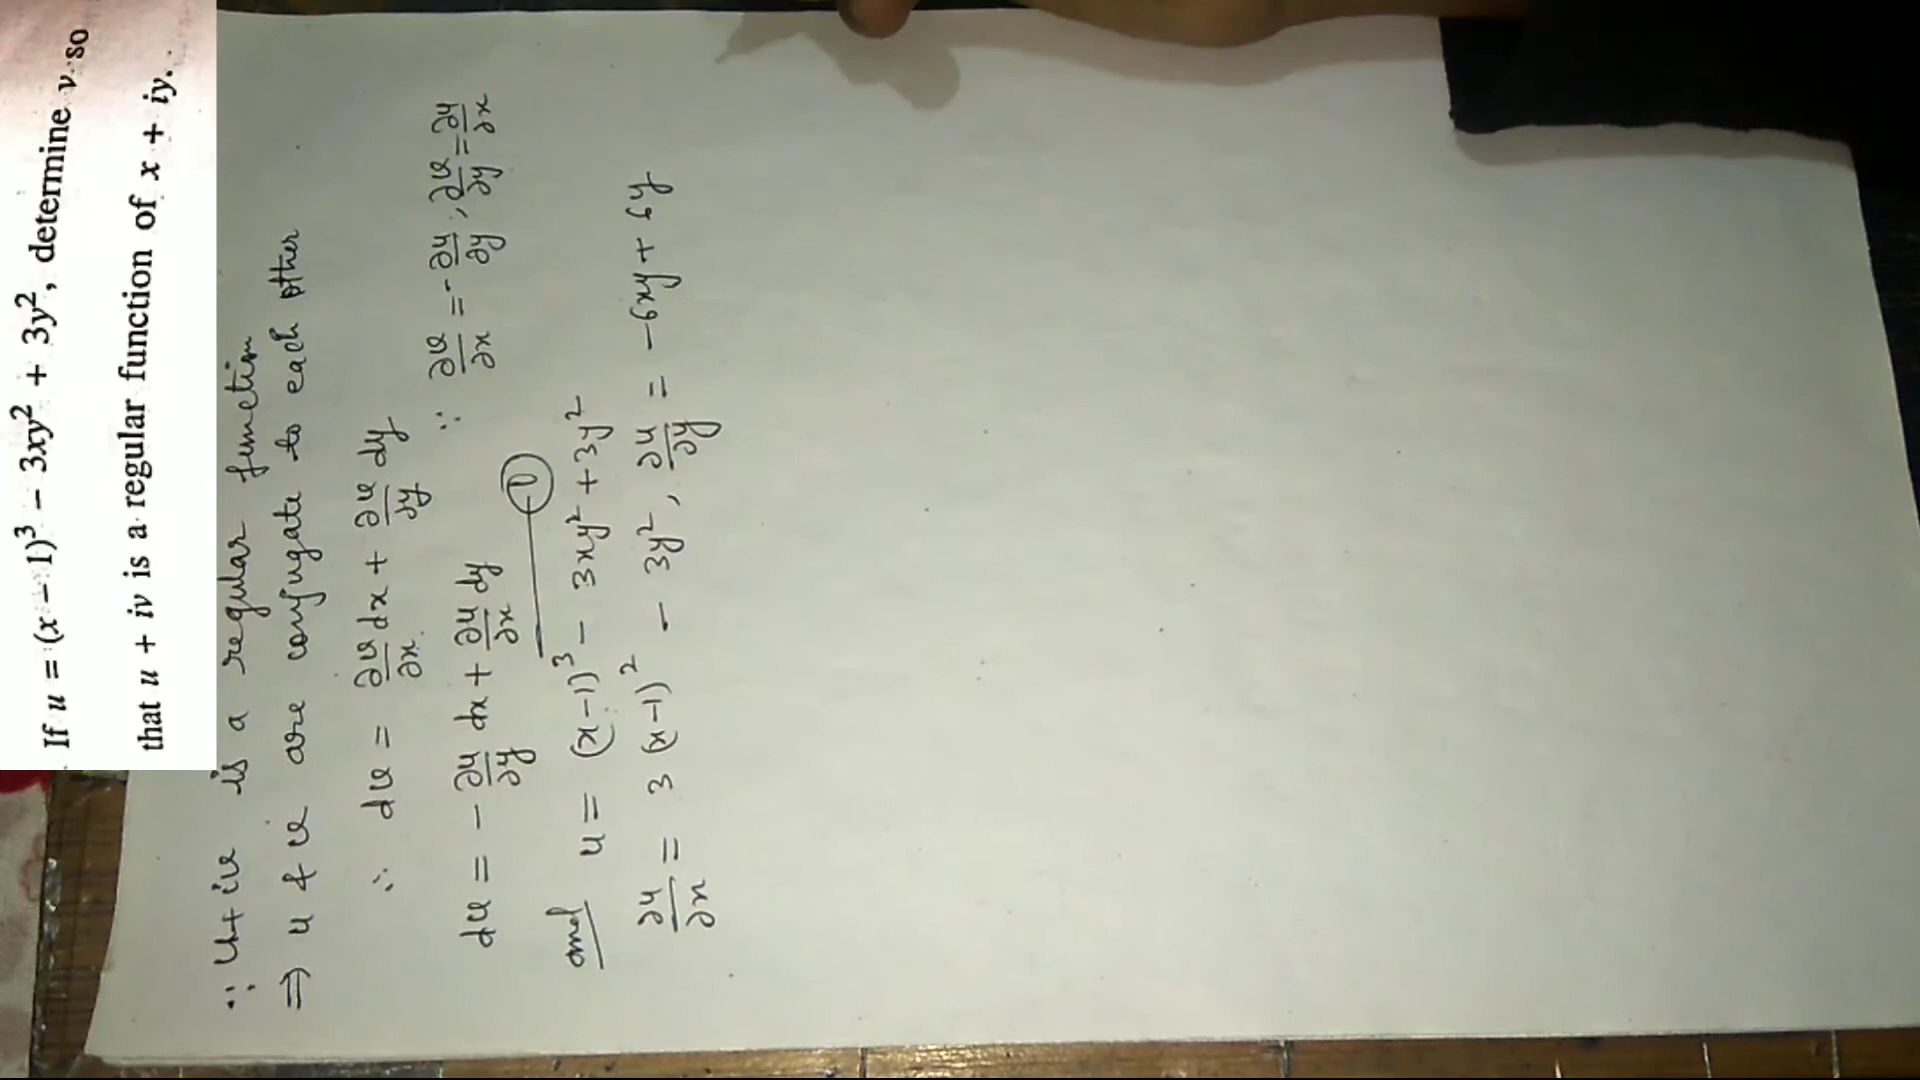 If u = (x – 1)³ – 3xy² + 3y², determine v so
that u + iv is a regular function of x + iy.
∵ u+iv is a regular function
⇒ u & v are conjugate to each other
∴ dv = ∂v/∂x dx + ∂v/∂y dy
∵ ∂v/∂x = -∂u/∂y, ∂v/∂y = ∂u/∂x
dv = - ∂u/∂y dx + ∂u/∂x dy
—①
and u = (x-1)³ - 3xy² + 3y²
∂u/∂x = 3(x-1)² - 3y², ∂u/∂y = -6xy + 6y